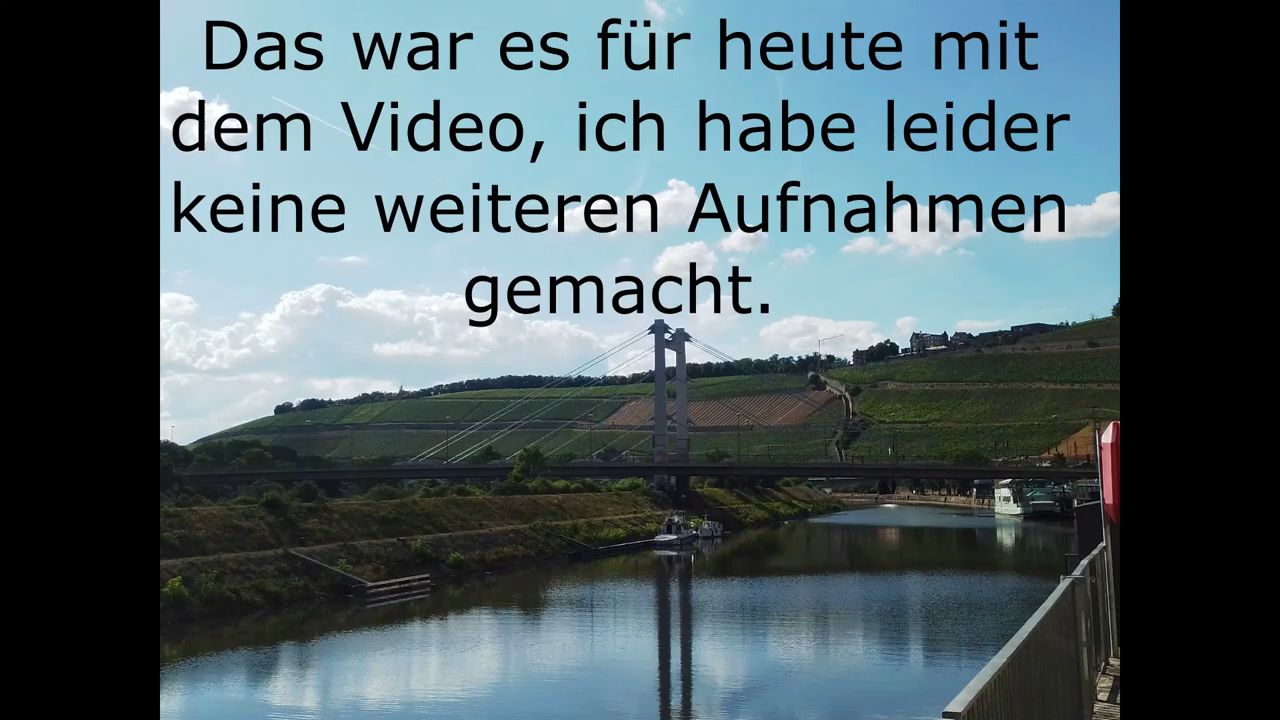 Das war es für heute mit
dem Video, ich habe leider
keine weiteren Aufnahmen
gemacht.